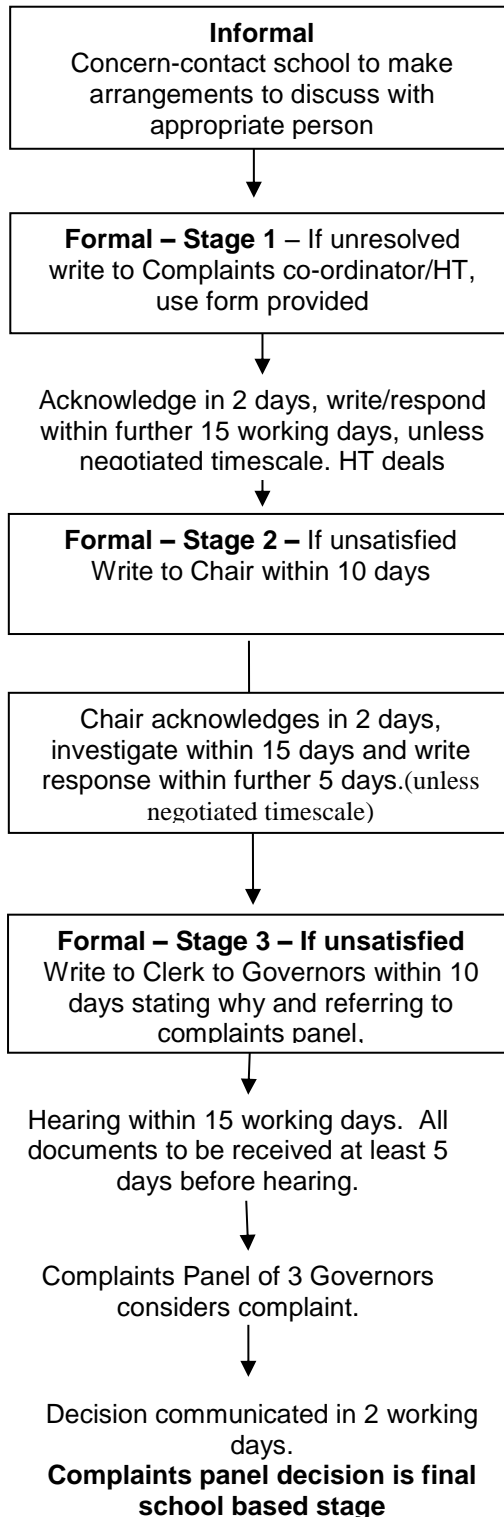 Informal
Concern-contact school to make
arrangements to discuss with
appropriate person
Formal – Stage 1 – If unresolved
write to Complaints co-ordinator/HT,
use form provided
Acknowledge in 2 days, write/respond
within further 15 working days, unless
negotiated timescale. HT deals
Formal – Stage 2 – If unsatisfied
Write to Chair within 10 days
Chair acknowledges in 2 days,
investigate within 15 days and write
response within further 5 days.(unless
negotiated timescale)
Formal – Stage 3 – If unsatisfied
Write to Clerk to Governors within 10
days stating why and referring to
complaints panel,
Hearing within 15 working days.  All
documents to be received at least 5
days before hearing.
Complaints Panel of 3 Governors
considers complaint.
Decision communicated in 2 working
days.
Complaints panel decision is final
school based stage